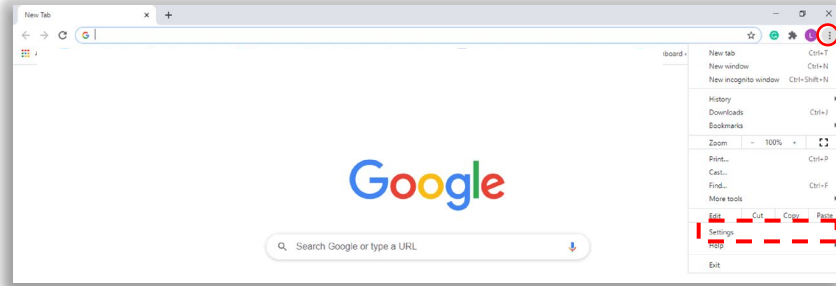 New Tab
G
L
iboard
New tab Ctrl+T
New window Ctrl+N
New incognito window Ctrl+Shift+N
History
Downloads Ctrl+J
Bookmarks
Zoom - 100% +
Print... Ctrl+P
Cast...
Find... Ctrl+F
More tools
Edit Cut Copy Paste
Settings
Help
Exit
Google
Search Google or type a URL